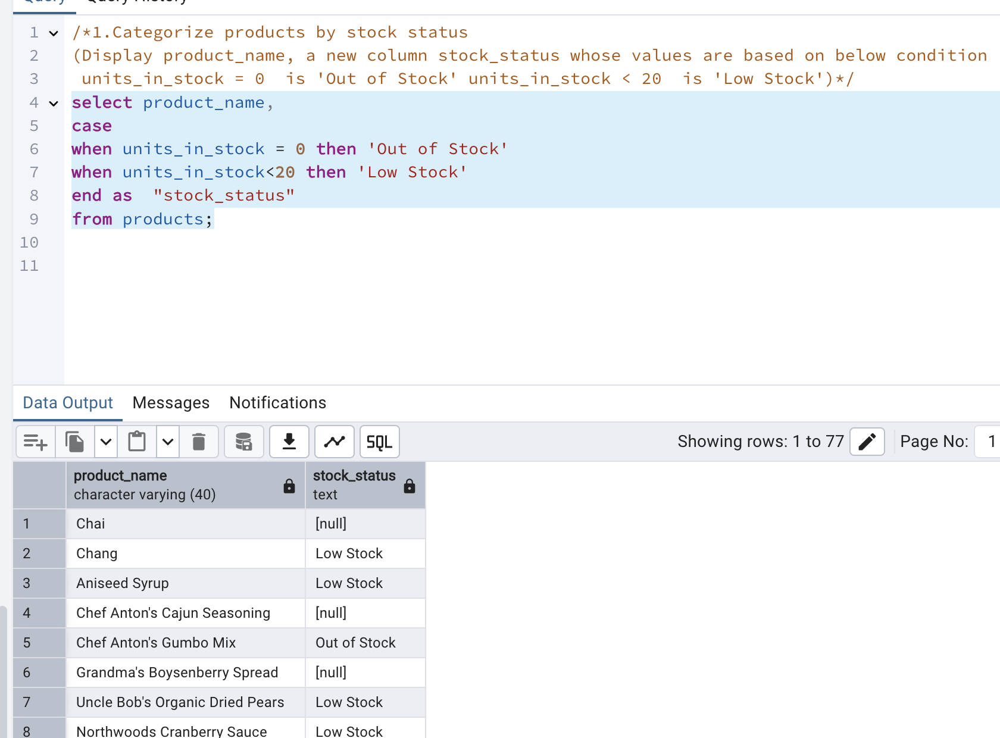 Query Query History
1 /*1.Categorize products by stock status
2 (Display product_name, a new column stock_status whose values are based on below condition
3 units_in_stock = 0  is 'Out of Stock' units_in_stock < 20  is 'Low Stock')*/
4 select product_name,
5 case
6 when units_in_stock = 0 then 'Out of Stock'
7 when units_in_stock<20 then 'Low Stock'
8 end as  "stock_status"
9 from products;
10
11
Data Output Messages Notifications
SQL Showing rows: 1 to 77 Page No: 1
product_name stock_status
character varying (40) text
1 Chai [null]
2 Chang Low Stock
3 Aniseed Syrup Low Stock
4 Chef Anton's Cajun Seasoning [null]
5 Chef Anton's Gumbo Mix Out of Stock
6 Grandma's Boysenberry Spread [null]
7 Uncle Bob's Organic Dried Pears Low Stock
8 Northwoods Cranberry Sauce Low Stock